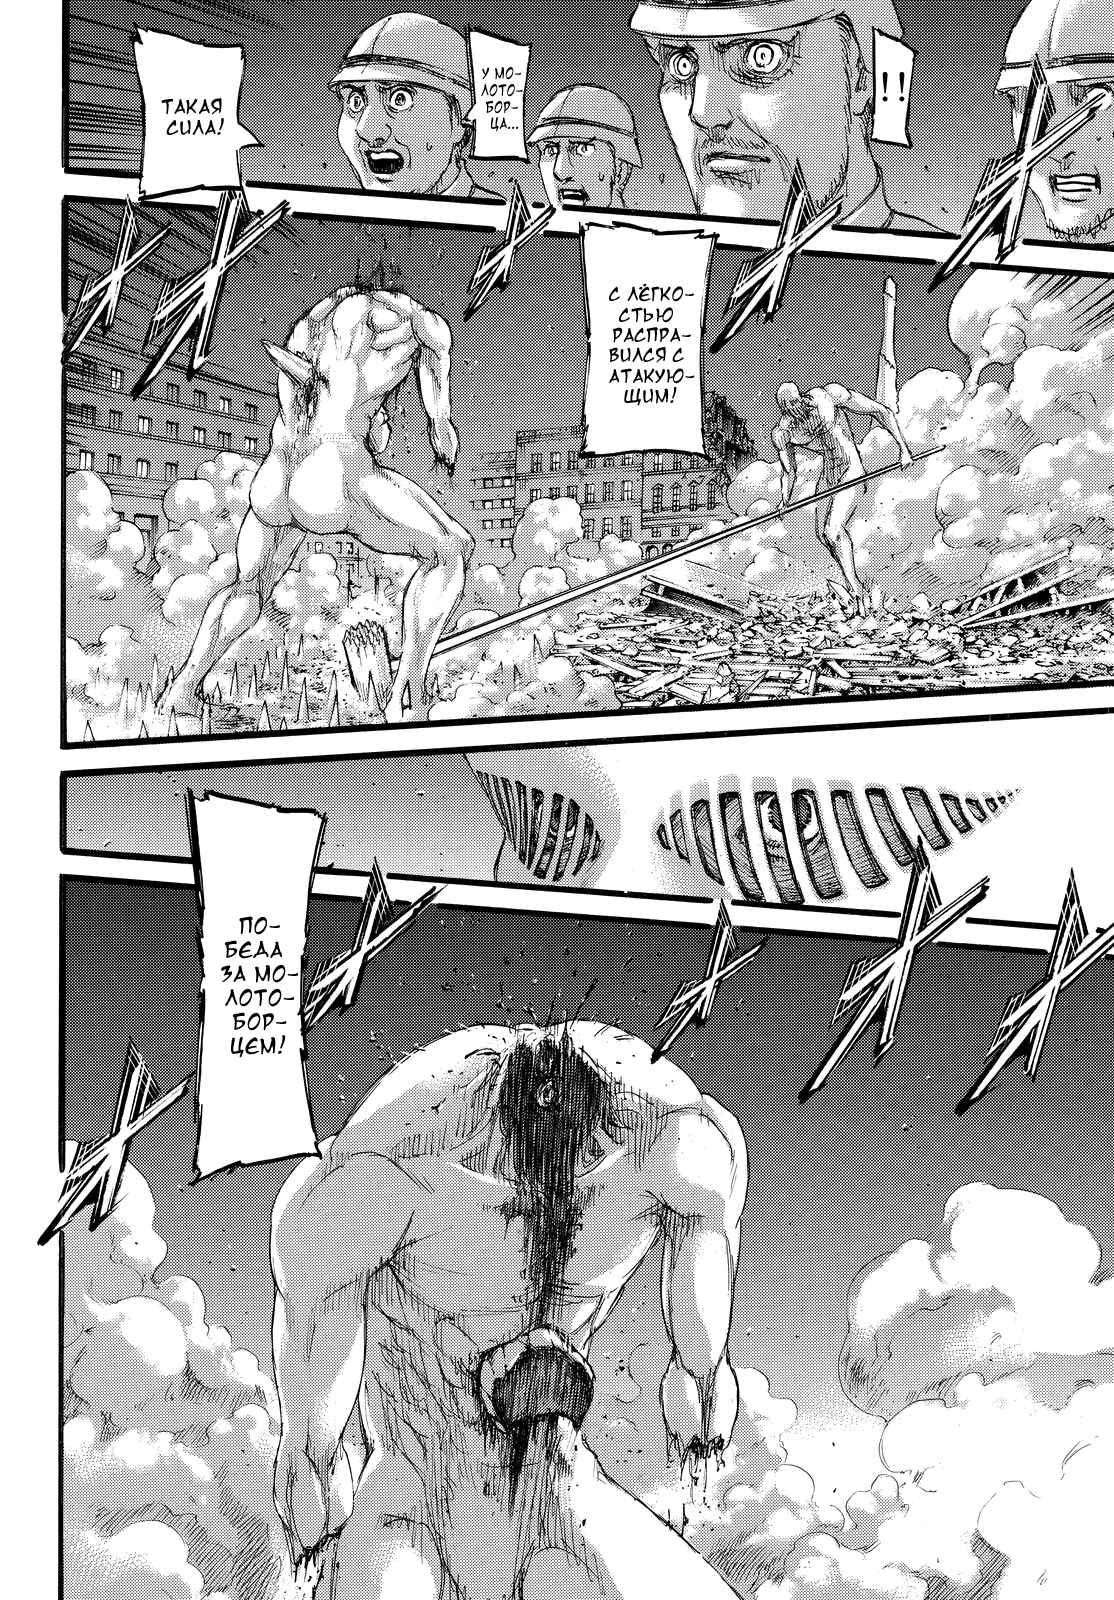 !!
У МО-
ЛОТО-
БОР-
ЦА...
ТАКАЯ
СИЛА!
С ЛЁГКО-
СТЬЮ
РАСПРА-
ВИЛСЯ С
АТАКУЮ-
ЩИМ!
ПО-
БЕДА
ЗА МО-
ЛОТО-
БОР-
ЦЕМ!